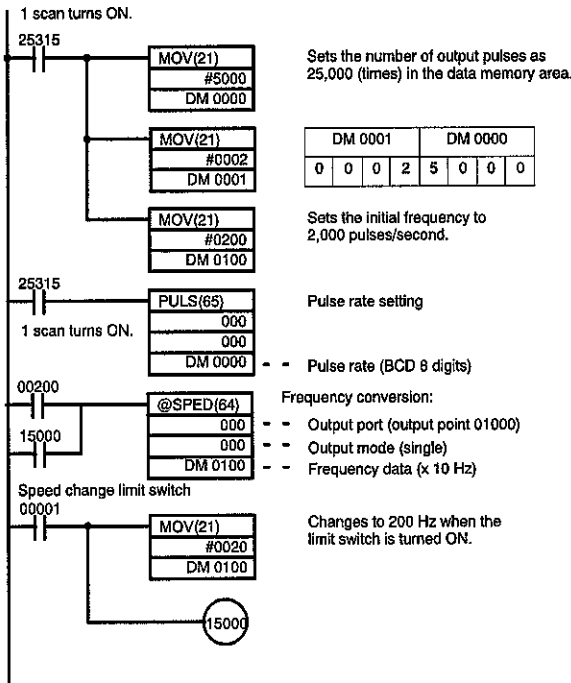 1 scan turns ON.
25315
MOV(21)
#5000
DM 0000
Sets the number of output pulses as
25,000 (times) in the data memory area.
MOV(21)
#0002
DM 0001
DM 0001 DM 0000
0 0 0 2 5 0 0 0
MOV(21)
#0200
DM 0100
Sets the initial frequency to
2,000 pulses/second.
25315
1 scan turns ON.
PULS(65)
000
000
DM 0000
Pulse rate setting
Pulse rate (BCD 8 digits)
00200
15000
@SPED(64)
000
000
DM 0100
Frequency conversion:
Output port (output point 01000)
Output mode (single)
Frequency data (x 10 Hz)
Speed change limit switch
00001
MOV(21)
#0020
DM 0100
Changes to 200 Hz when the
limit switch is turned ON.
15000